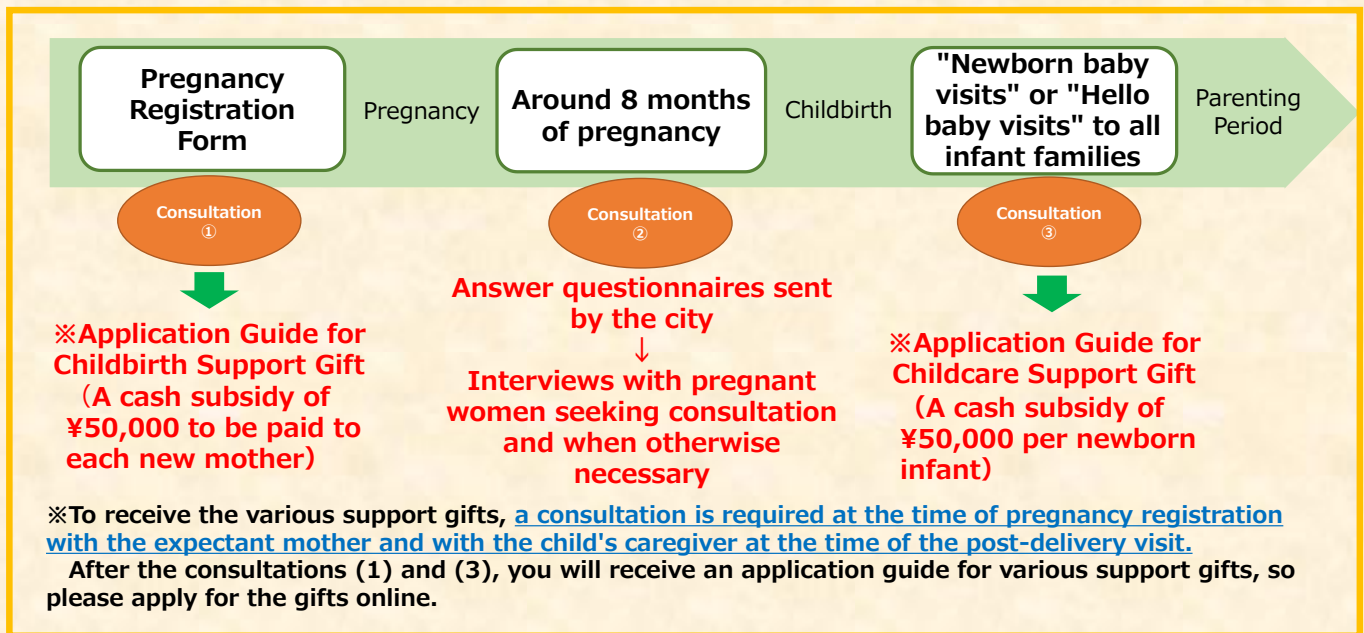 Pregnancy
Registration
Form
Pregnancy
Around 8 months
of pregnancy
Childbirth
"Newborn baby
visits" or "Hello
baby visits" to all
infant families
Parenting
Period
Consultation
①
Consultation
②
Consultation
③
※Application Guide for
Childbirth Support Gift
（A cash subsidy of
¥50,000 to be paid to
each new mother）
Answer questionnaires sent
by the city
↓
Interviews with pregnant
women seeking consultation
and when otherwise
necessary
※Application Guide for
Childcare Support Gift
（A cash subsidy of
¥50,000 per newborn
infant）
※To receive the various support gifts, a consultation is required at the time of pregnancy registration
with the expectant mother and with the child's caregiver at the time of the post-delivery visit.
After the consultations (1) and (3), you will receive an application guide for various support gifts, so
please apply for the gifts online.